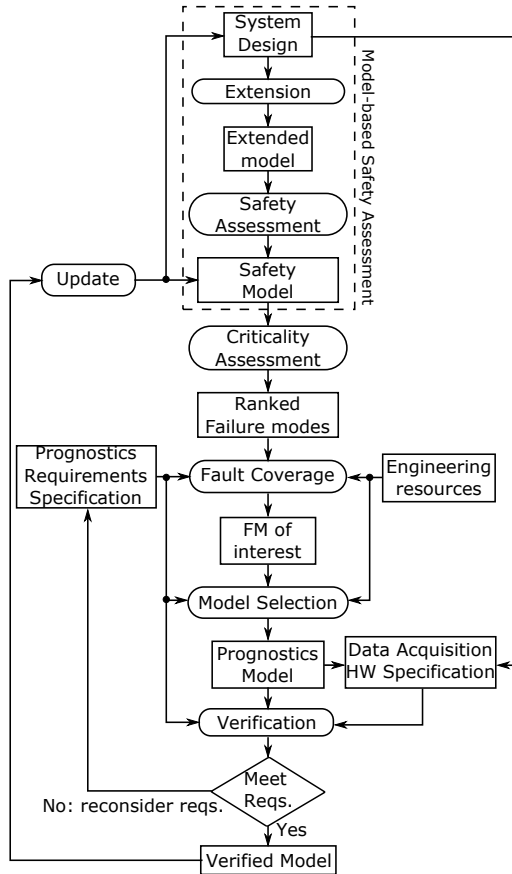 System
Design
Extension
Extended
model
Safety
Assessment
Model-based Safety Assessment
Update
Safety
Model
Criticality
Assessment
Ranked
Failure modes
Prognostics
Requirements
Specification
Fault Coverage
Engineering
resources
FM of
interest
Model Selection
Prognostics
Model
Data Acquisition
HW Specification
Verification
Meet
Reqs.
No: reconsider reqs.
Yes
Verified Model